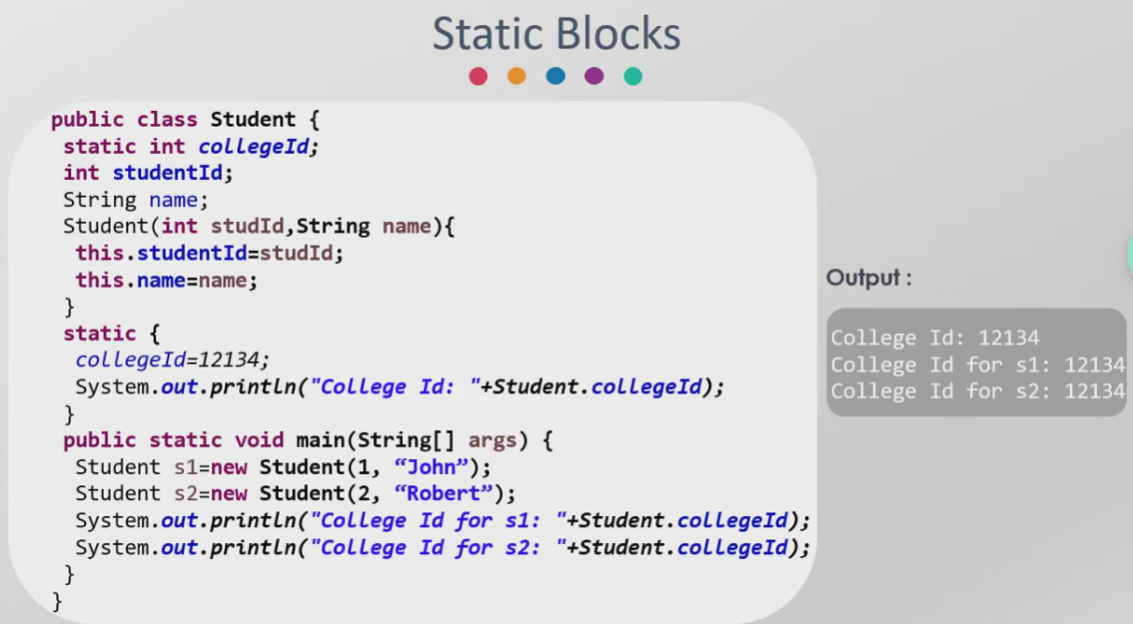 Static Blocks
public class Student {
static int collegeId;
int studentId;
String name;
Student(int studId,String name){
this.studentId=studId;
this.name=name;
}
static {
collegeId=12134;
System.out.println("College Id: "+Student.collegeId);
}
public static void main(String[] args) {
Student s1=new Student(1, “John”);
Student s2=new Student(2, “Robert”);
System.out.println("College Id for s1: "+Student.collegeId);
System.out.println("College Id for s2: "+Student.collegeId);
}
}
Output :
College Id: 12134
College Id for s1: 12134
College Id for s2: 12134